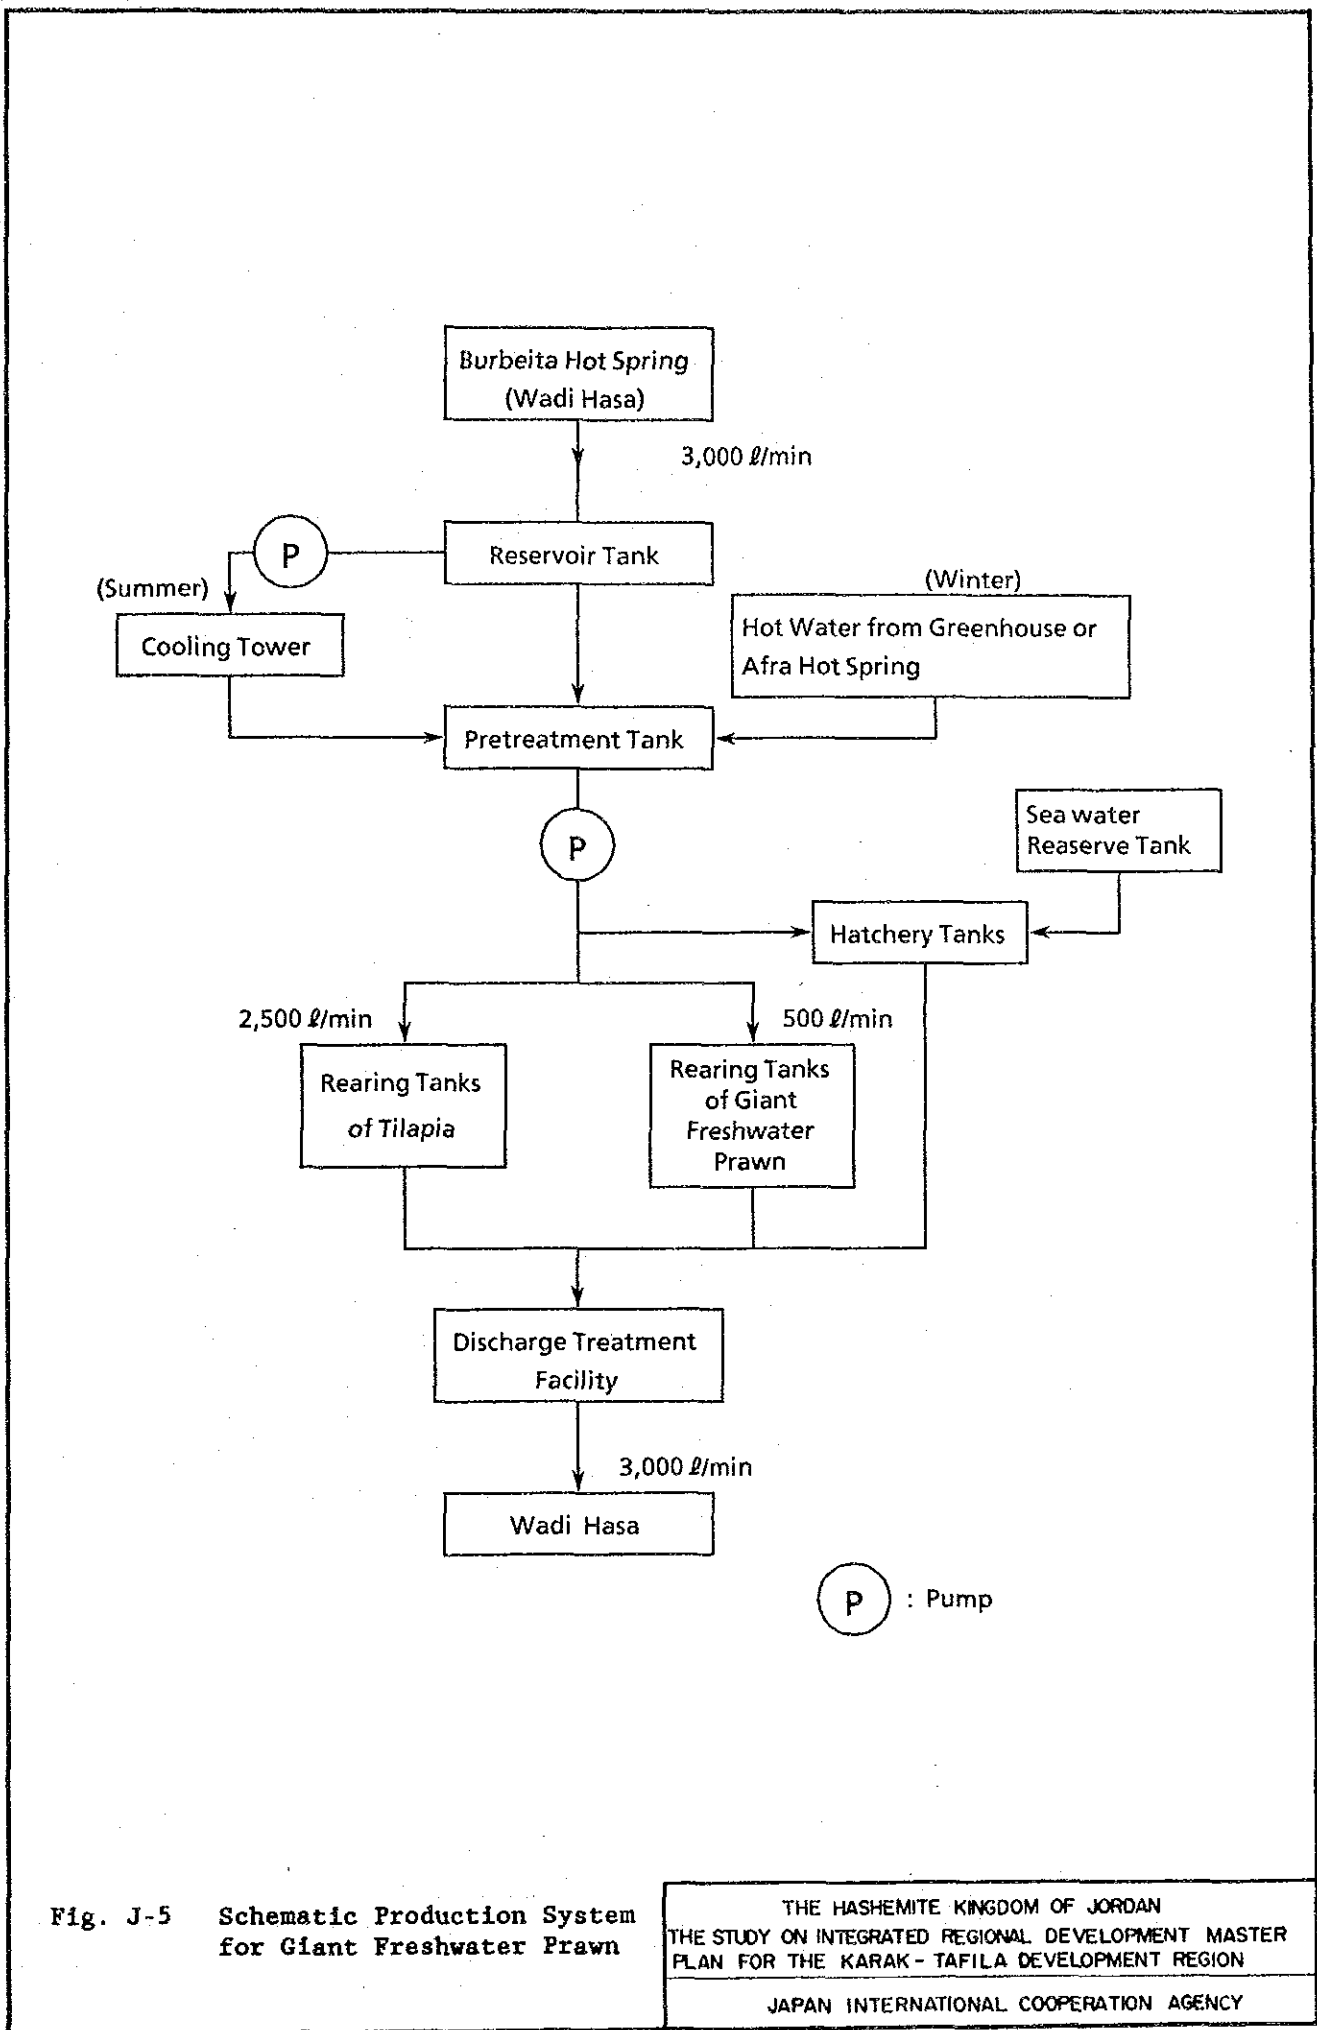 Burbeita Hot Spring
(Wadi Hasa)
3,000 ℓ/min
P
Reservoir Tank
(Summer)
(Winter)
Cooling Tower
Hot Water from Greenhouse or
Afra Hot Spring
Pretreatment Tank
P
Sea water
Reaserve Tank
Hatchery Tanks
2,500 ℓ/min
500 ℓ/min
Rearing Tanks
of Tilapia
Rearing Tanks
of Giant
Freshwater
Prawn
Discharge Treatment
Facility
3,000 ℓ/min
Wadi Hasa
P : Pump
Fig. J-5 Schematic Production System
for Giant Freshwater Prawn
THE HASHEMITE KINGDOM OF JORDAN
THE STUDY ON INTEGRATED REGIONAL DEVELOPMENT MASTER
PLAN FOR THE KARAK - TAFILA DEVELOPMENT REGION
JAPAN INTERNATIONAL COOPERATION AGENCY